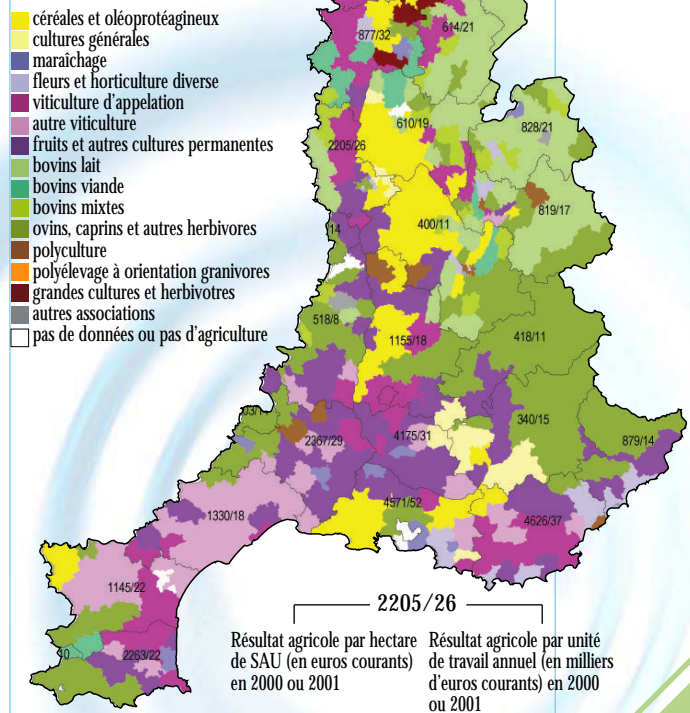 céréales et oléoprotéagineux
cultures générales
maraîchage
fleurs et horticulture diverse
viticulture d'appelation
autre viticulture
fruits et autres cultures permanentes
bovins lait
bovins viande
bovins mixtes
ovins, caprins et autres herbivores
polyculture
polyélevage à orientation granivores
grandes cultures et herbivotres
autres associations
pas de données ou pas d'agriculture
877/32
614/21
610/19
828/21
2205/26
819/17
400/11
518/8
1155/18
418/11
340/15
879/14
2367/29
4175/31
4571/52
4626/37
1330/18
1145/22
2263/22
2205/26
Résultat agricole par hectare
de SAU (en euros courants)
en 2000 ou 2001
Résultat agricole par unité
de travail annuel (en milliers
d'euros courants) en 2000
ou 2001